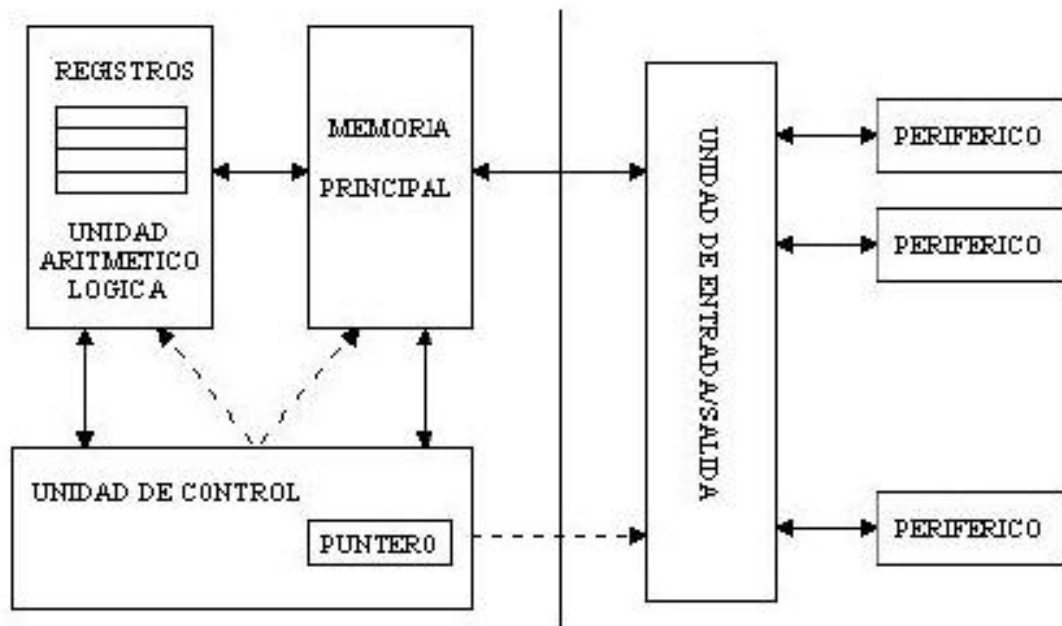 REGISTROS
UNIDAD
ARITMETICO
LOGICA
MEMORIA
PRINCIPAL
UNIDAD DE CONTROL
PUNTERO
UNIDAD DE ENTRADA/SALIDA
PERIFERICO
PERIFERICO
PERIFERICO